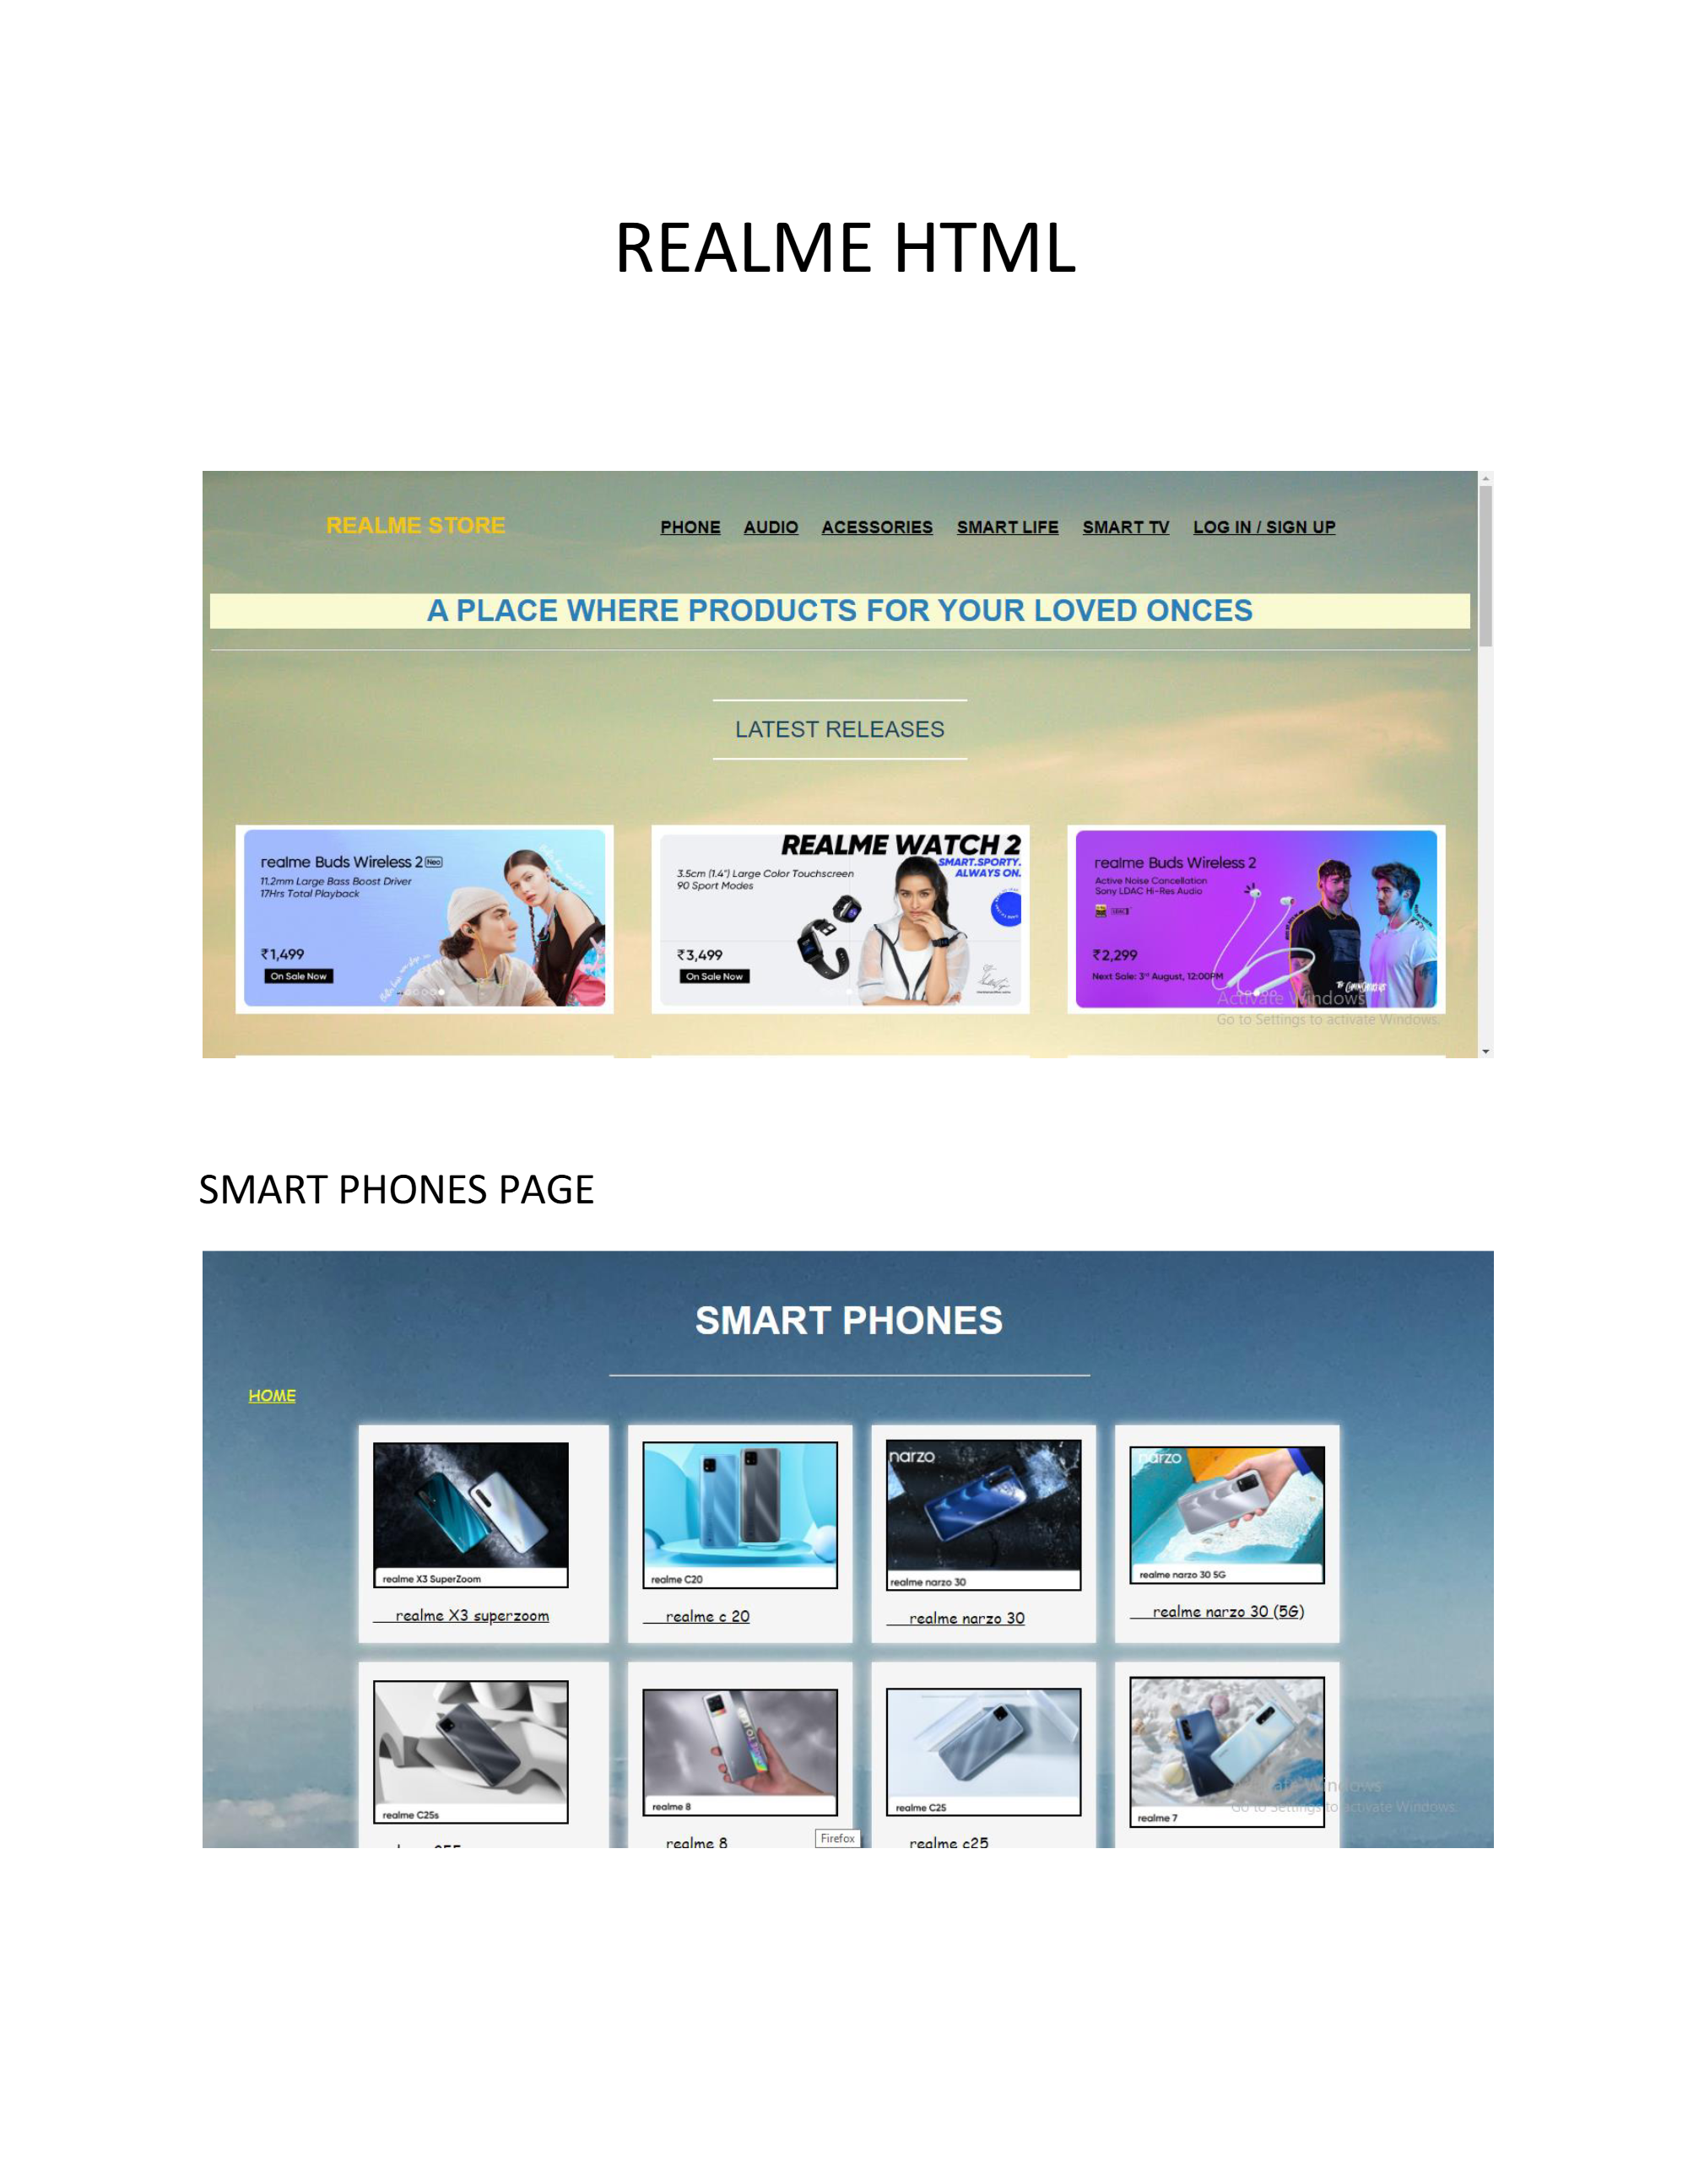 REALME HTML
REALME STORE PHONE AUDIO ACESSORIES SMART LIFE SMART TV LOG IN / SIGN UP
A PLACE WHERE PRODUCTS FOR YOUR LOVED ONCES
LATEST RELEASES
realme Buds Wireless 2 Neo
11.2mm Large Bass Boost Driver
17Hrs Total Playback
₹1,499
On Sale Now
REALME WATCH 2
SMART.SPORTY.
ALWAYS ON.
3.5cm (1.4") Large Color Touchscreen
90 Sport Modes
₹3,499
On Sale Now
realme Buds Wireless 2
Active Noise Cancellation
Sony LDAC Hi-Res Audio
₹2,299
Next Sale: 3rd August, 12:00PM
Activate Windows
Go to Settings to activate Windows.
SMART PHONES PAGE
SMART PHONES
HOME
realme X3 SuperZoom
realme X3 superzoom
realme C20
realme c 20
narzo
realme narzo 30
realme narzo 30
narzo
realme narzo 30 5G
realme narzo 30 (5G)
realme C25s
realme 8
realme 8
realme C25
realme c25
realme 7
Firefox
Activate Windows
Go to Settings to activate Windows.